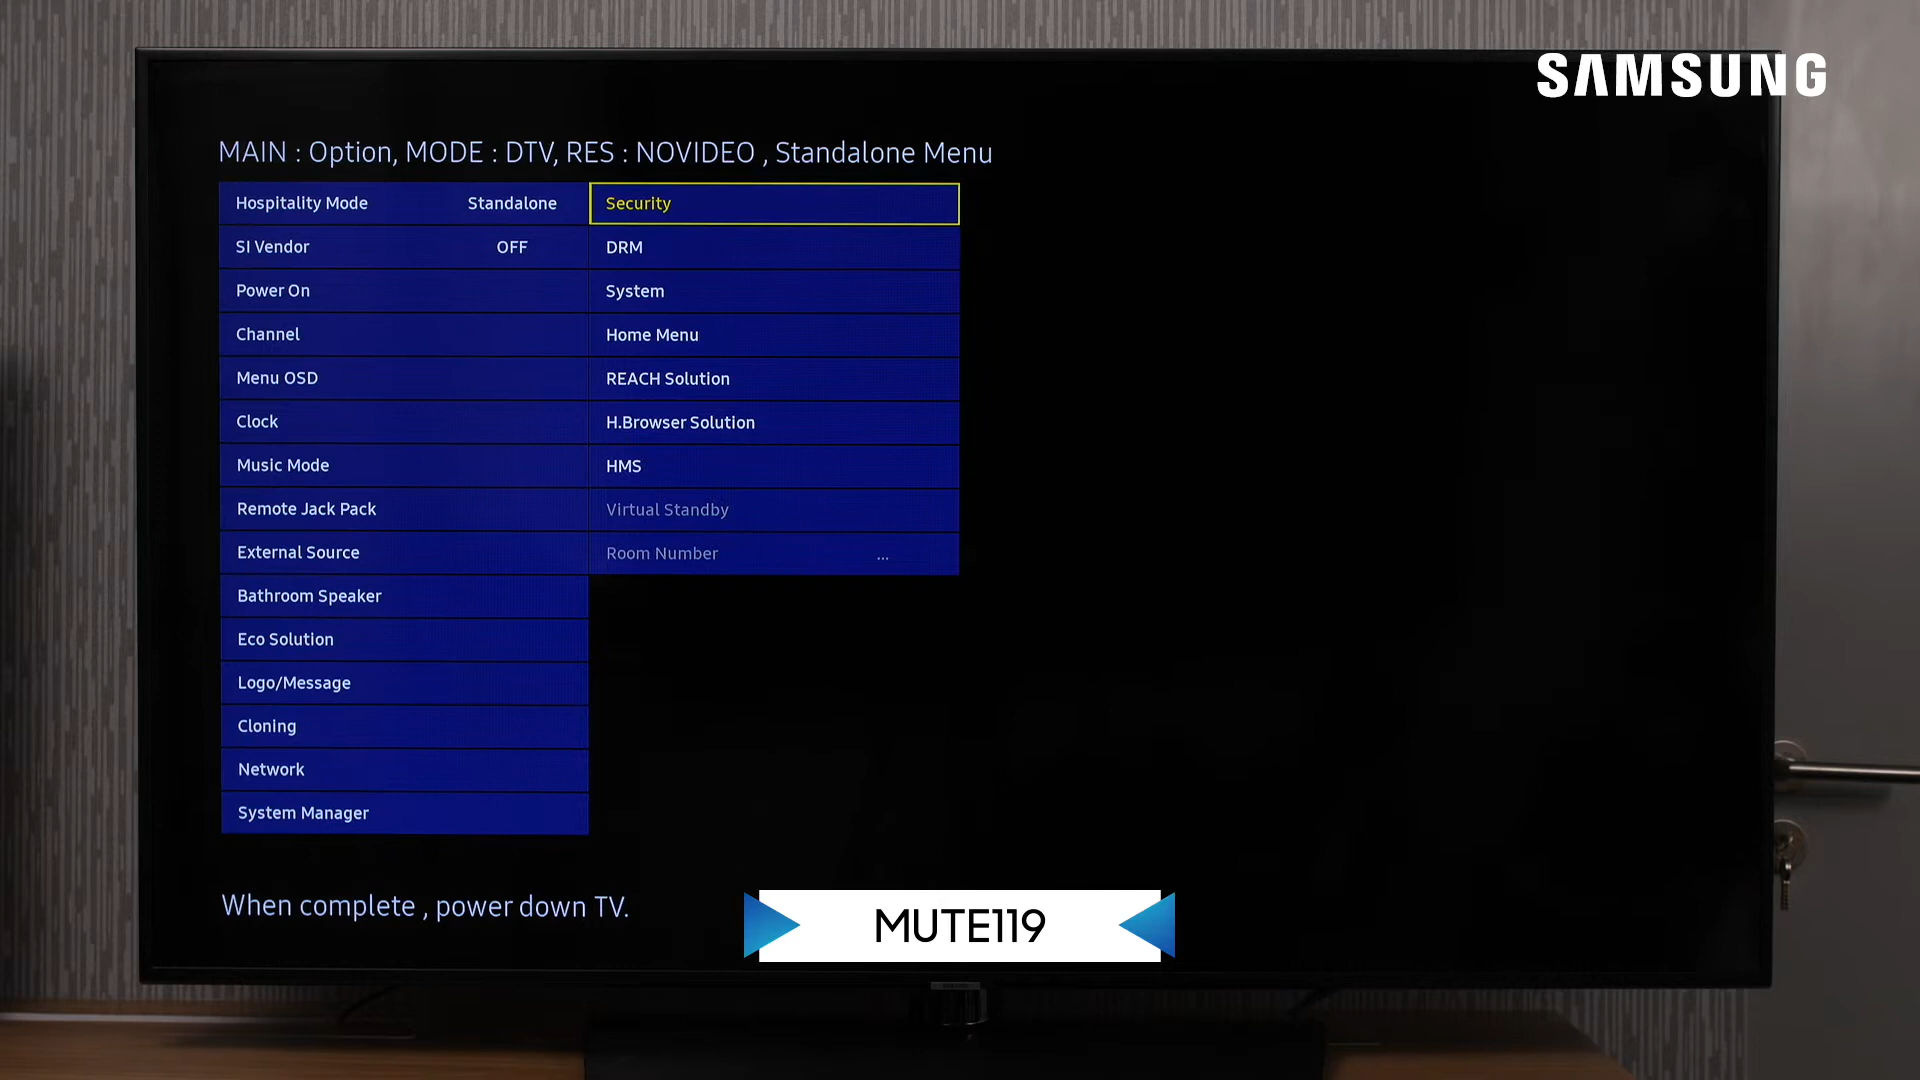 SAMSUNG
MAIN : Option, MODE : DTV, RES : NOVIDEO , Standalone Menu
Hospitality Mode Standalone
SI Vendor OFF
Power On
Channel
Menu OSD
Clock
Music Mode
Remote Jack Pack
External Source
Bathroom Speaker
Eco Solution
Logo/Message
Cloning
Network
System Manager
Security
DRM
System
Home Menu
REACH Solution
H.Browser Solution
HMS
Virtual Standby
Room Number ...
When complete , power down TV.
MUTE119